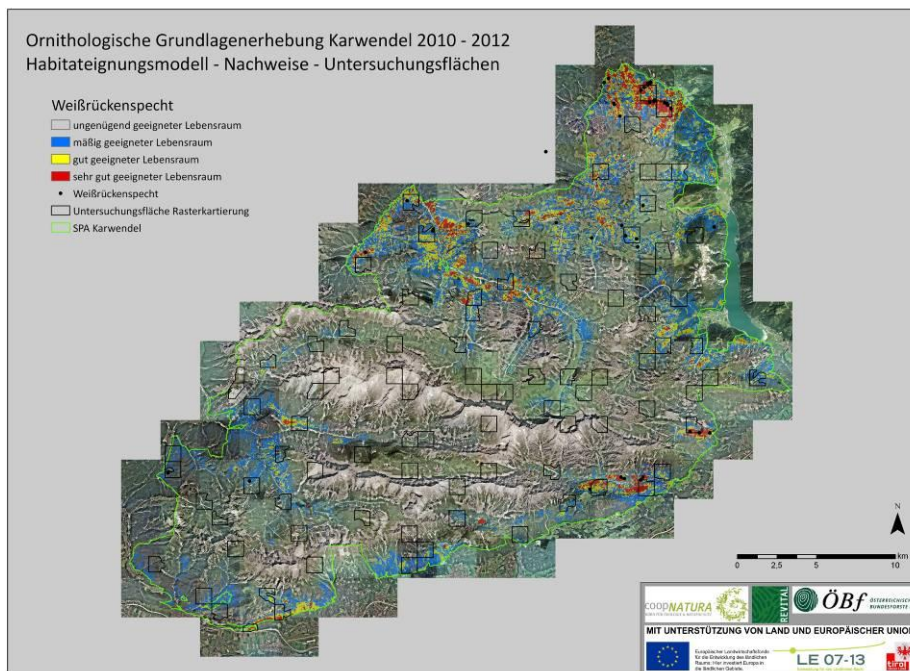 Ornithologische Grundlagenerhebung Karwendel 2010 - 2012
Habitateignungsmodell - Nachweise - Untersuchungsflächen
Weißrückenspecht
ungenügend geeigneter Lebensraum
mäßig geeigneter Lebensraum
gut geeigneter Lebensraum
sehr gut geeigneter Lebensraum
Weißrückenspecht
Untersuchungsfläche Rasterkartierung
SPA Karwendel
N
km
0 2,5 5 10
coopNATURA
REVITAL
ÖBf
ÖSTERREICHISCHE
BUNDESFORSTE
MIT UNTERSTÜTZUNG VON LAND UND EUROPÄISCHER UNION
Europäischer Landwirtschaftsfonds
für die Entwicklung des ländlichen
Raums: Hier investiert Europa in
die ländlichen Gebiete.
LE 07-13
tirol